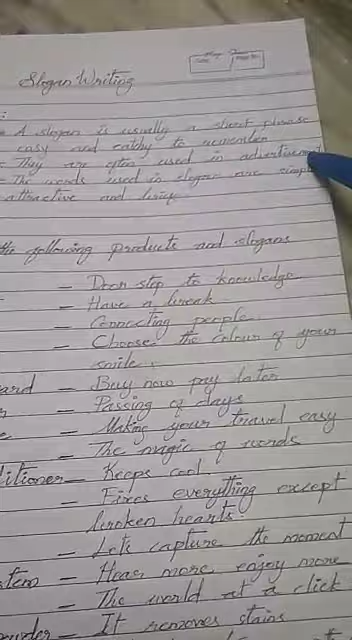 Slogan Writing
A slogan is usually a short phrase
easy and catchy to remember
They are often used in advertisement
The words used in slogan are simple
attractive and
the following products and slogans
- Door step to knowledge
- Have a break
- Connecting people
- Choose the colour of your
smile.
ard - Buy now pay later
- Passing of days
- Making your travel easy
- The magic of words
itioner - Keeps cool
- Fixes everything except
broken hearts.
- Lets capture the moment
stem - Hear more, enjoy more
- The world at a click
owder - It removes stains